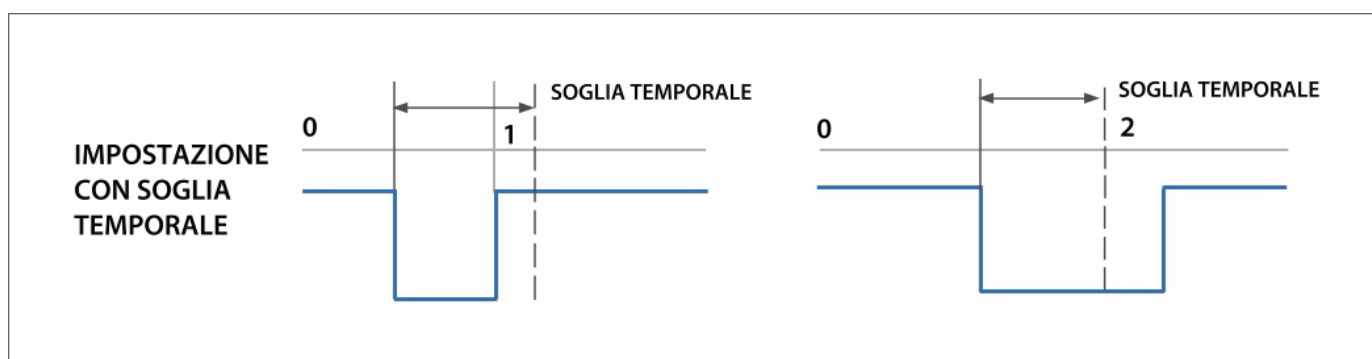 IMPOSTAZIONE
CON SOGLIA
TEMPORALE
0
1
SOGLIA TEMPORALE
0
2
SOGLIA TEMPORALE